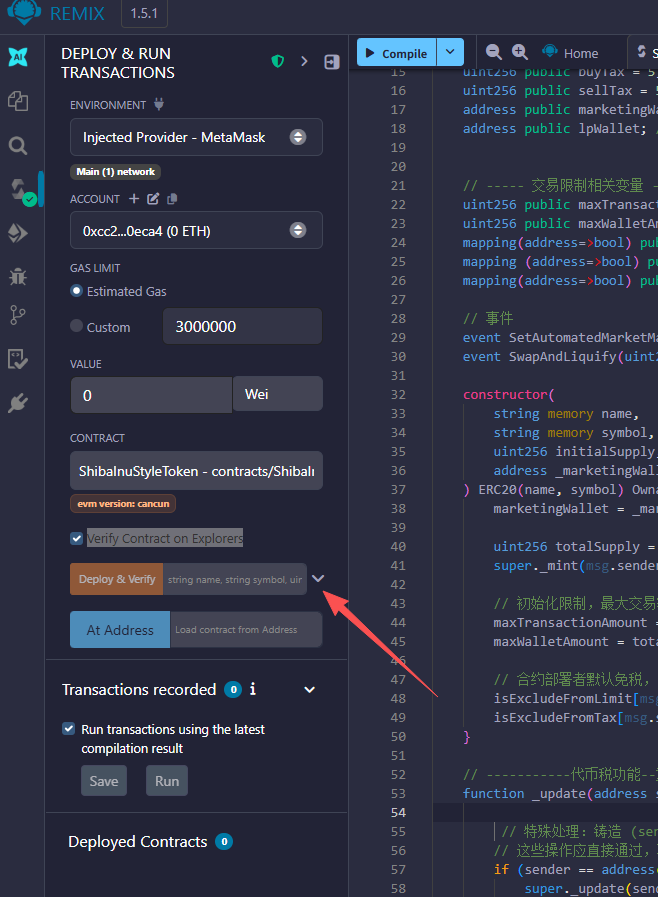 REMIX
1.5.1
DEPLOY & RUN
TRANSACTIONS
ENVIRONMENT
Injected Provider - MetaMask
Main (1) network
ACCOUNT
0xcc2...0eca4 (0 ETH)
GAS LIMIT
Estimated Gas
Custom
3000000
VALUE
0
Wei
CONTRACT
ShibaInuStyleToken - contracts/ShibaIn
evm version: cancun
Verify Contract on Explorers
Deploy & Verify
string name, string symbol, uin
At Address
Load contract from Address
Transactions recorded 0 i
Run transactions using the latest
compilation result
Save
Run
Deployed Contracts 0
Compile
Home
S
15 uint256 public buyTax = 5;
16 uint256 public sellTax = 5
17 address public marketingWa
18 address public lpWallet; /
19
20
21 // ----- 交易限制相关变量 -
22 uint256 public maxTransact
23 uint256 public maxWalletAm
24 mapping(address=>bool) pub
25 mapping (address=>bool) pu
26 mapping(address=>bool) pub
27
28 // 事件
29 event SetAutomatedMarketMa
30 event SwapAndLiquify(uint2
31
32 constructor(
33 string memory name,
34 string memory symbol,
35 uint256 initialSupply,
36 address _marketingWall
37 ) ERC20(name, symbol) Owna
38 marketingWallet = _mar
39
40 uint256 totalSupply =
41 super._mint(msg.sender
42
43 // 初始化限制，最大交易
44 maxTransactionAmount =
45 maxWalletAmount = tota
46
47 // 合约部署者默认免税，
48 isExcludeFromLimit[msg
49 isExcludeFromTax[msg.s
50 }
51
52 // -----------代币税功能--
53 function _update(address s
54
55 // 特殊处理：铸造 (sen
56 // 这些操作应直接通过，
57 if (sender == address(
58 super._update(send